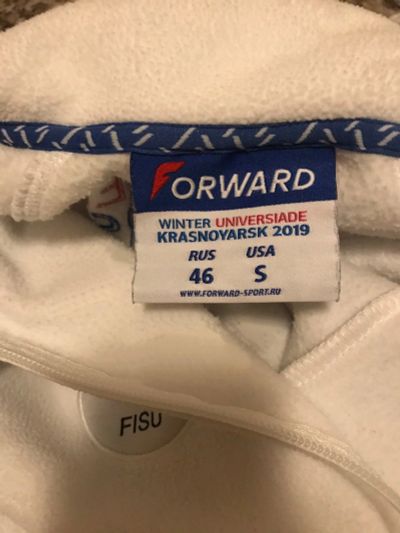 FORWARD
WINTER UNIVERSIADE
KRASNOYARSK 2019
RUS USA
46 S
WWW.FORWARD-SPORT.RU
FISU